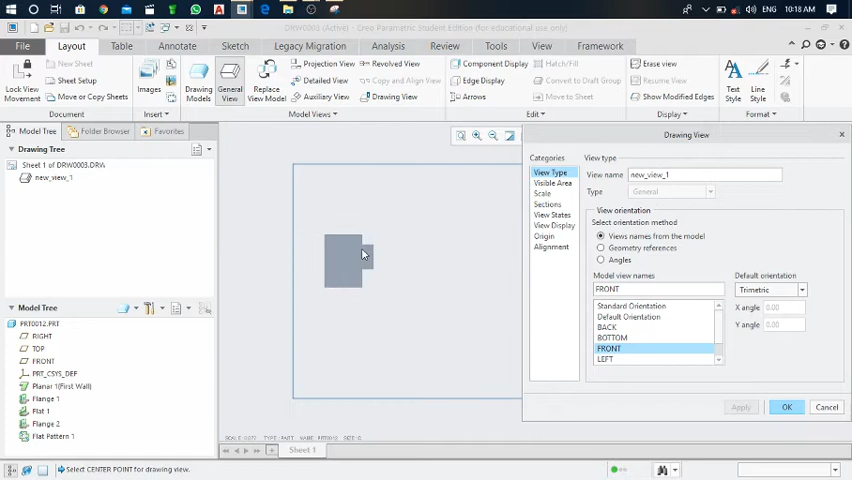 ENG 10:18 AM
DRW0003 (Active) - Creo Parametric Student Edition (for educational use only)
File Layout Table Annotate Sketch Legacy Migration Analysis Review Tools View Framework
Lock View Movement
New Sheet
Sheet Setup
Move or Copy Sheets
Document
Images
Insert
Drawing Models
General View
Replace View Model
Projection View
Detailed View
Auxiliary View
Revolved View
Copy and Align View
Drawing View
Model Views
Component Display
Edge Display
Arrows
Hatch/Fill
Convert to Draft Group
Move to Sheet
Edit
Erase view
Resume View
Show Modified Edges
Display
Text Style
Line Style
Format
Model Tree Folder Browser Favorites
Drawing Tree
Sheet 1 of DRW0003.DRW
new_view_1
Model Tree
PRT0012.PRT
RIGHT
TOP
FRONT
PRT_CSYS_DEF
Planar 1(First Wall)
Flange 1
Flat 1
Flange 2
Flat Pattern 1
Drawing View
Categories
View Type
Visible Area
Scale
Sections
View States
View Display
Origin
Alignment
View type
View name new_view_1
Type General
View orientation
Select orientation method
Views names from the model
Geometry references
Angles
Model view names
FRONT
Standard Orientation
Default Orientation
BACK
BOTTOM
FRONT
LEFT
Default orientation
Trimetric
X angle 0.00
Y angle 0.00
Apply OK Cancel
Sheet 1
Select CENTER POINT for drawing view.